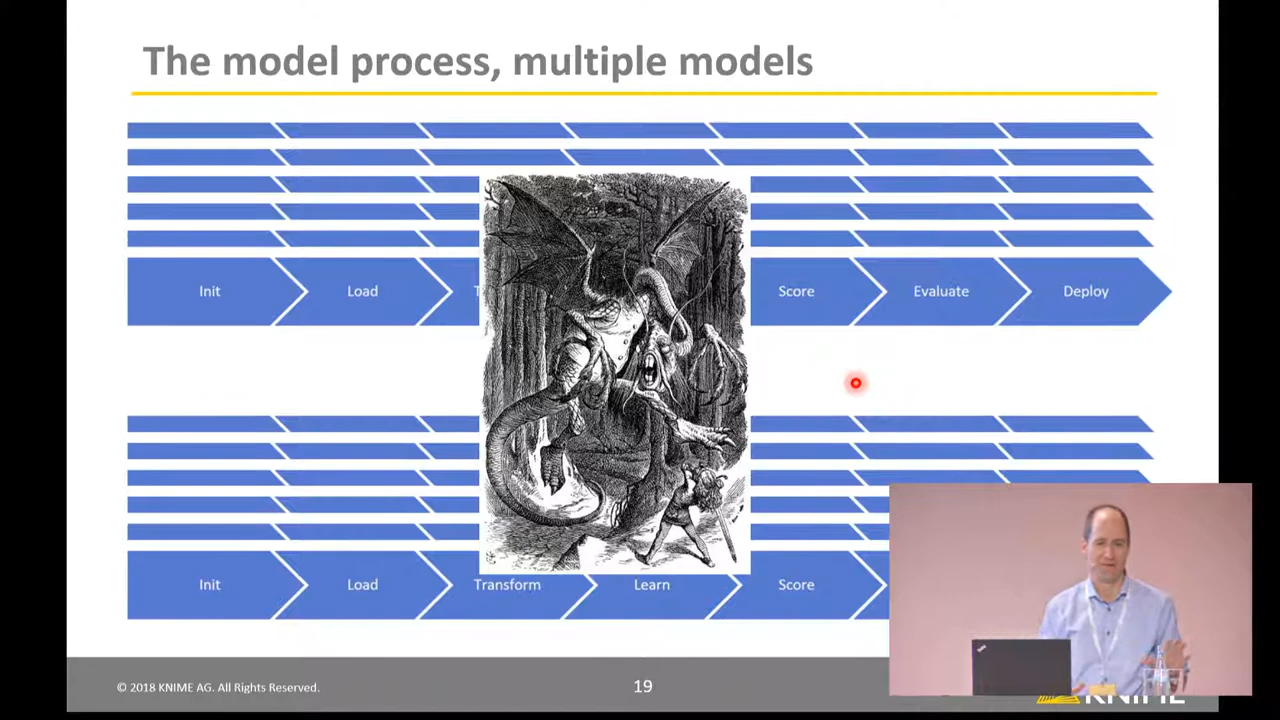 The model process, multiple models
Init Load Score Evaluate Deploy
Init Load Transform Learn Score
© 2018 KNIME AG. All Rights Reserved.
19
KNIME